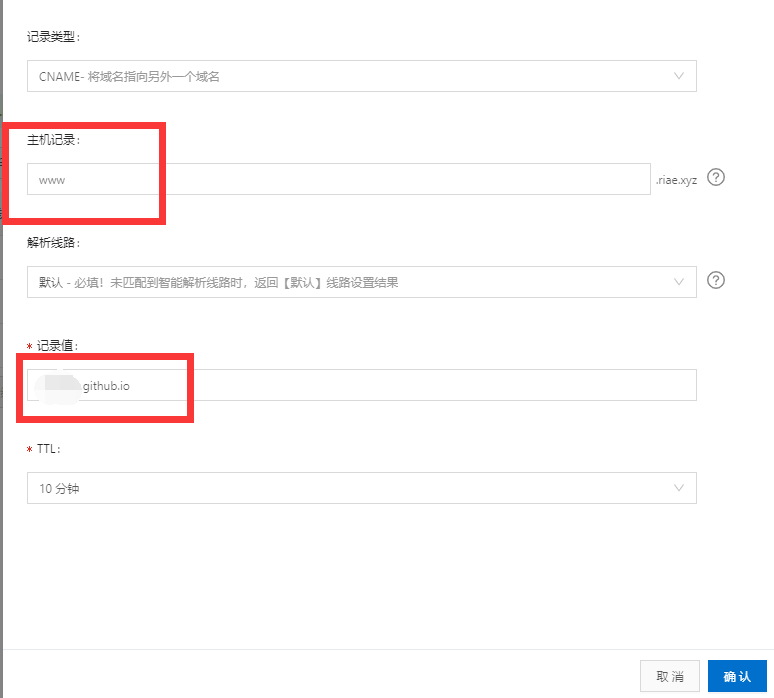 记录类型:
CNAME- 将域名指向另外一个域名
主机记录:
www .riae.xyz ?
解析线路:
默认 - 必填！未匹配到智能解析线路时，返回【默认】线路设置结果 ?
* 记录值:
.github.io
* TTL:
10 分钟
取 消 确 认